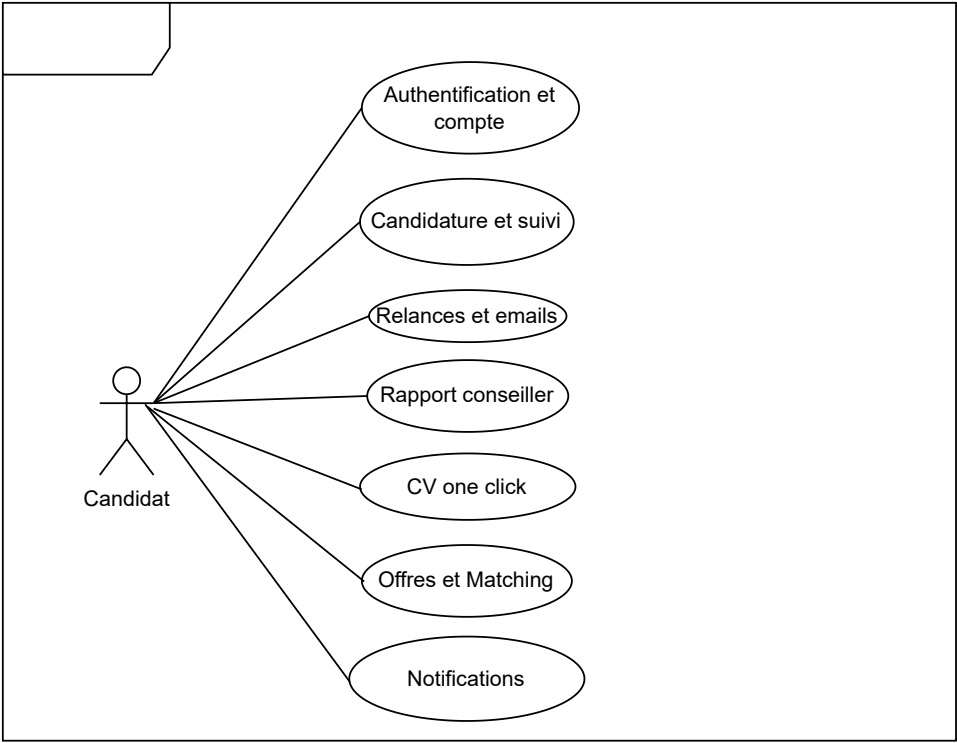 Authentification et
compte
Candidature et suivi
Relances et emails
Rapport conseiller
Candidat
CV one click
Offres et Matching
Notifications